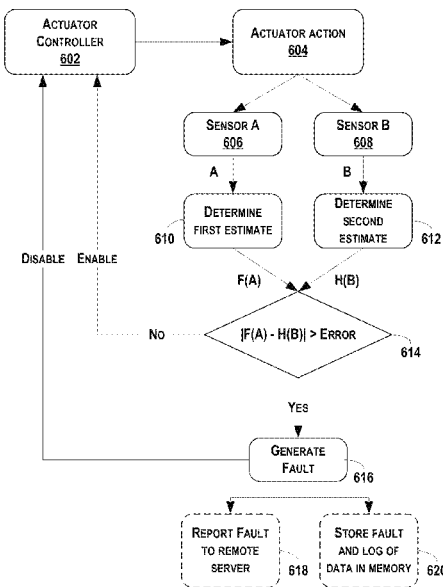 ACTUATOR
CONTROLLER
602
ACTUATOR ACTION
604
SENSOR A
606
SENSOR B
608
A
B
DETERMINE
FIRST ESTIMATE
610
DETERMINE
SECOND
ESTIMATE
612
DISABLE
ENABLE
F(A)
H(B)
NO
|F(A) - H(B)| > ERROR
614
YES
GENERATE
FAULT
616
REPORT FAULT
TO REMOTE
SERVER
618
STORE FAULT
AND LOG OF
DATA IN MEMORY
620